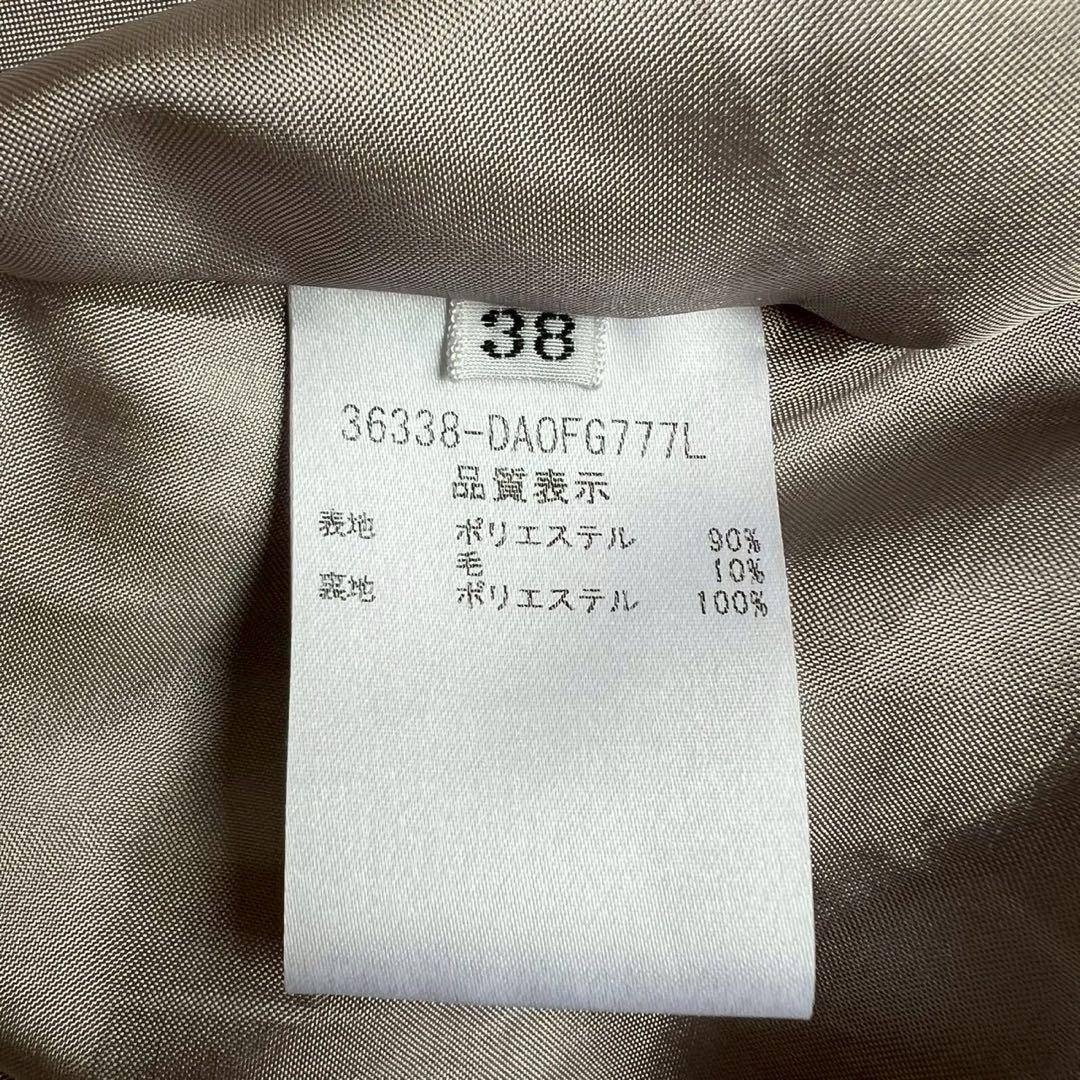 38
36338-DA0FG777L
品質表示
表地 ポリエステル 90%
毛 10%
裏地 ポリエステル 100%